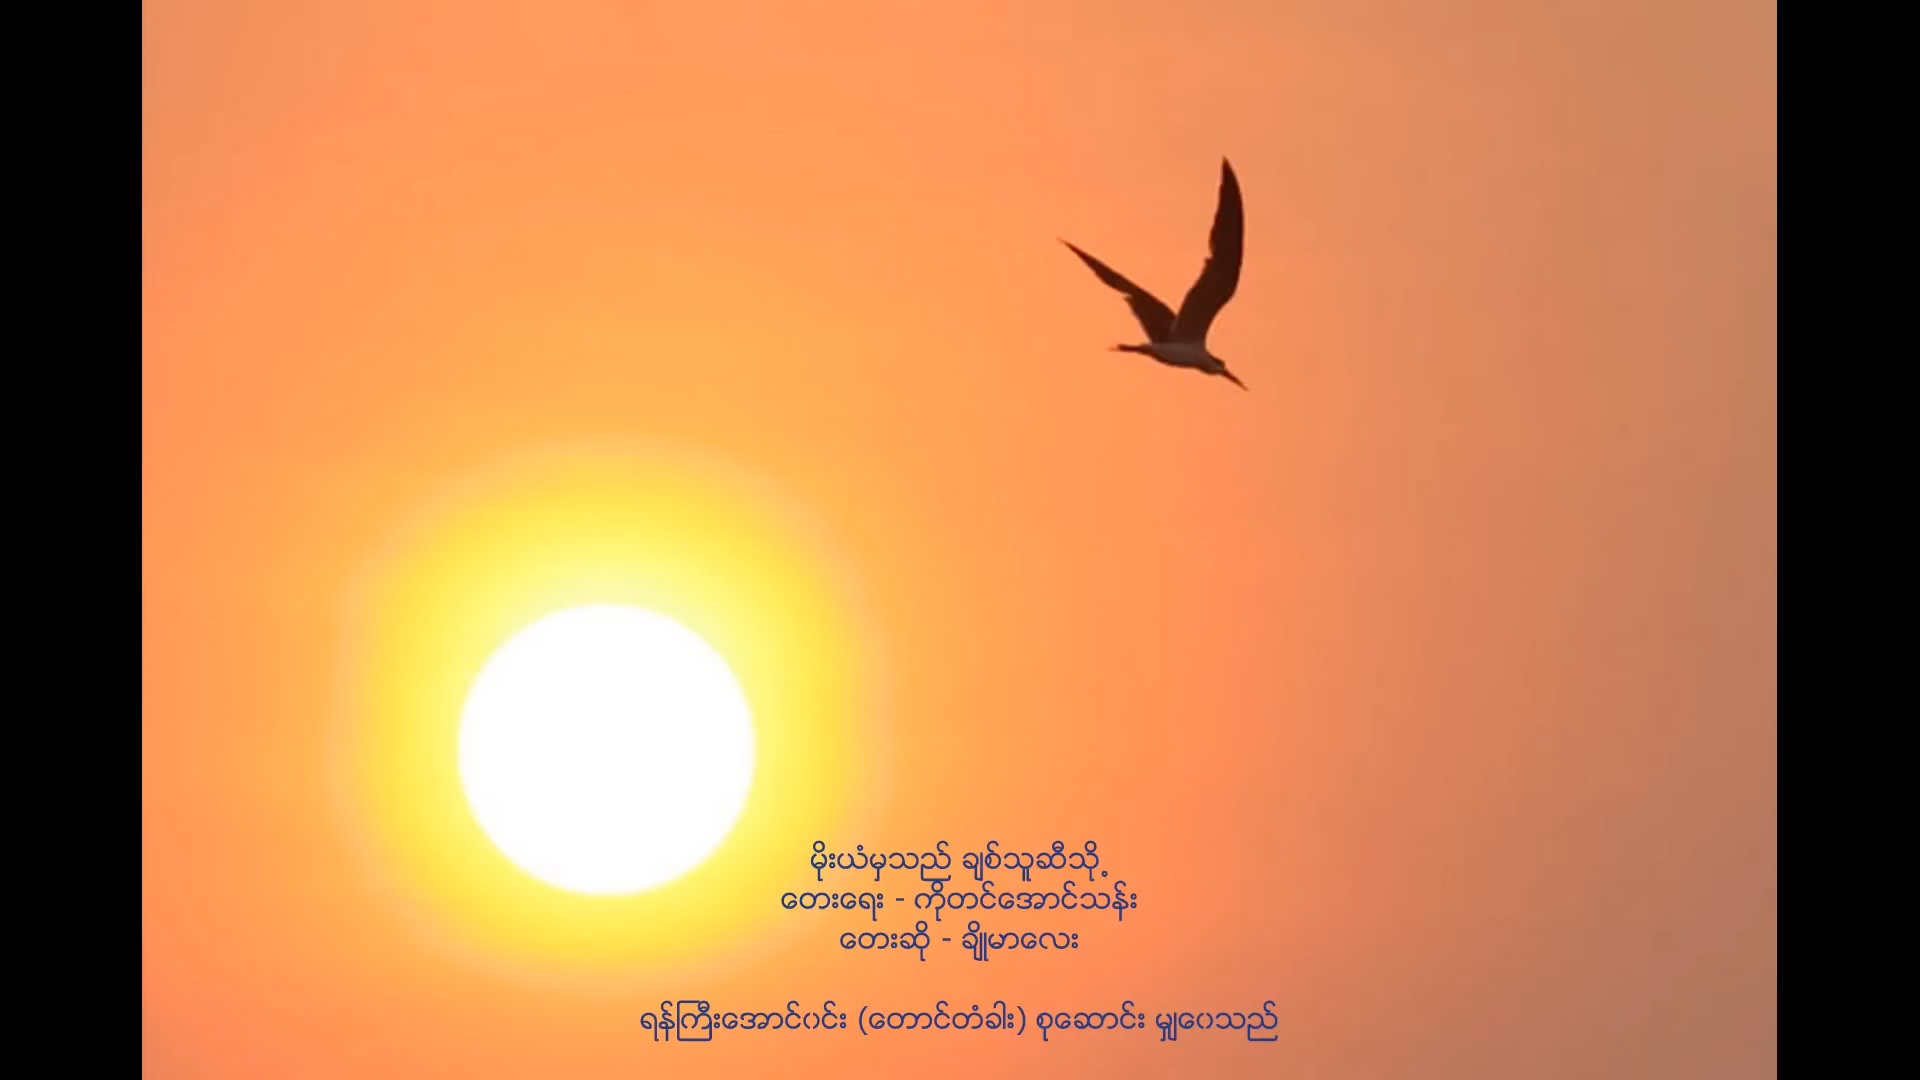 မိုးယံမှသည် ချစ်သူဆီသို့
တေးရေး - ကိုတင်အောင်သန်း
တေးဆို - ချိုမာလေး
ရန်ကြီးအောင်ဝင်း (တောင်တံခါး) စုဆောင်း မျှဝေသည်